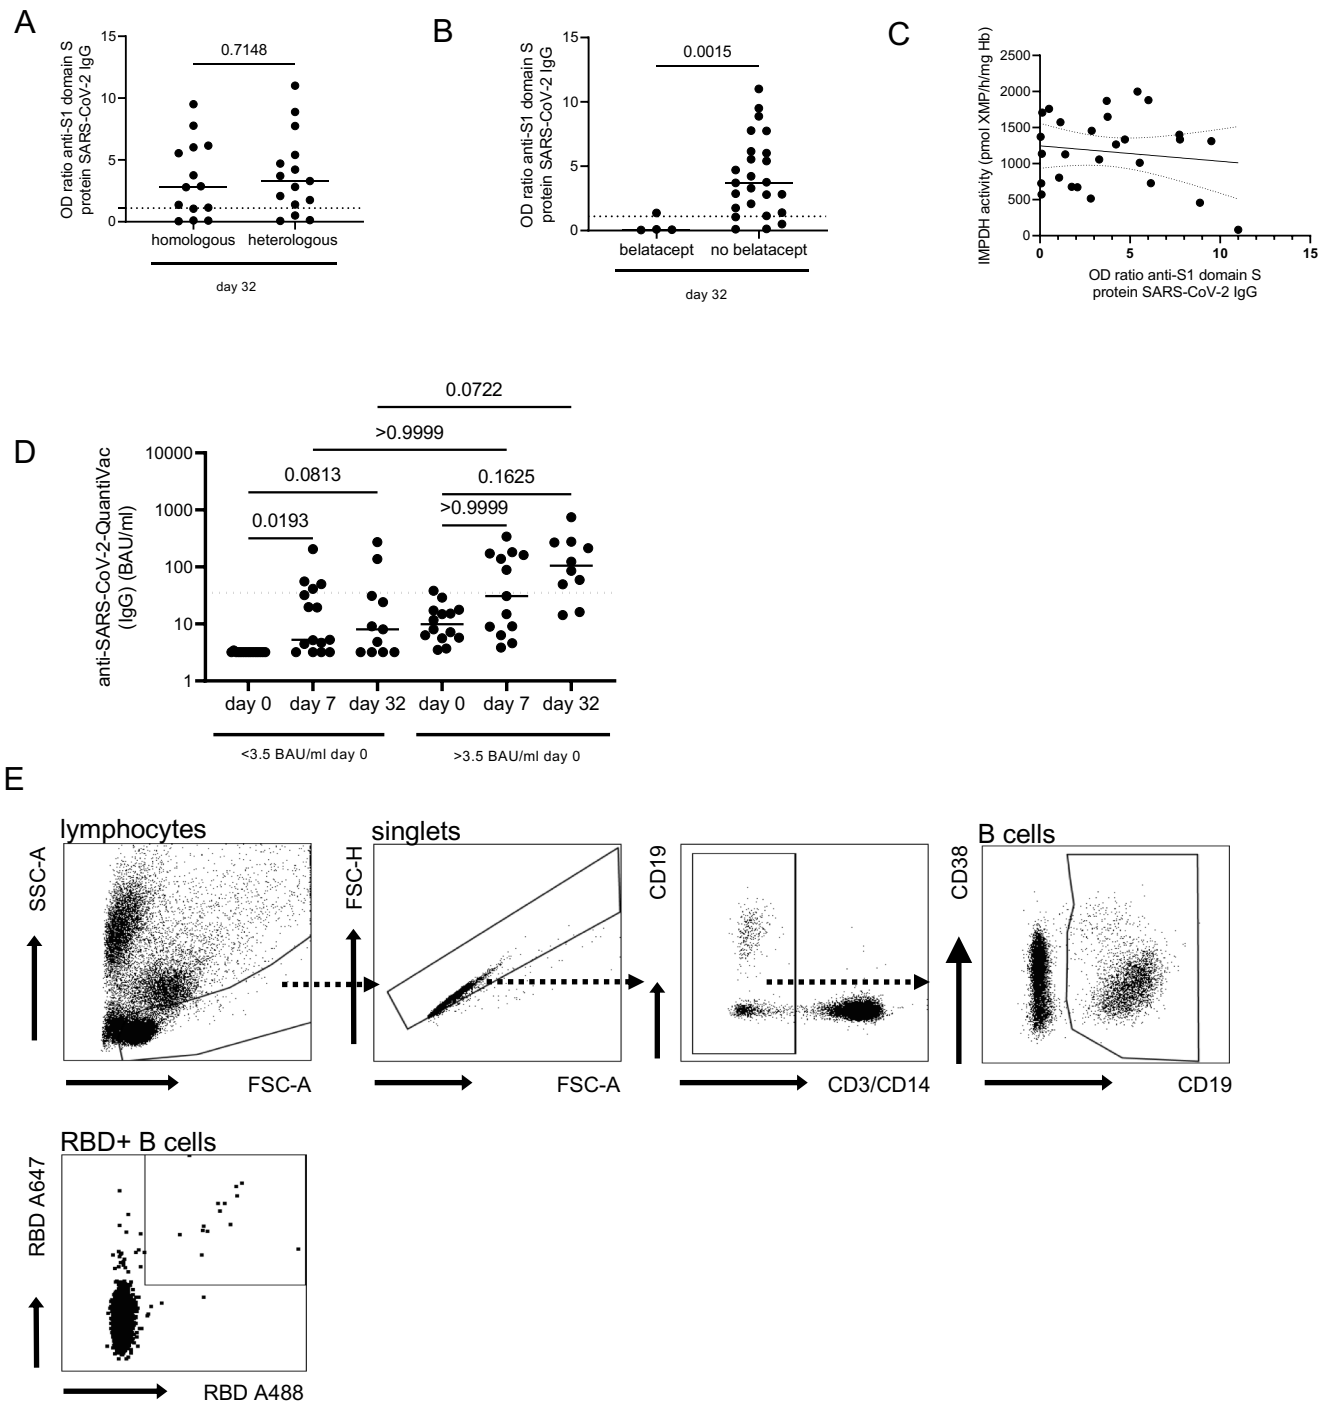 A
OD ratio anti-S1 domain S
protein SARS-CoV-2 IgG
15
10
5
0
0.7148
homologous
heterologous
day 32
B
OD ratio anti-S1 domain S
protein SARS-CoV-2 IgG
15
10
5
0
0.0015
belatacept
no belatacept
day 32
C
IMPDH activity (pmol XMP/h/mg Hb)
2500
2000
1500
1000
500
0
0
5
10
15
OD ratio anti-S1 domain S
protein SARS-CoV-2 IgG
D
anti-SARS-CoV-2-QuantiVac
(IgG) (BAU/ml)
10000
1000
100
10
1
0.0722
>0.9999
0.0813
0.1625
0.0193
>0.9999
day 0
day 7
day 32
day 0
day 7
day 32
<3.5 BAU/ml day 0
>3.5 BAU/ml day 0
E
lymphocytes
SSC-A
FSC-A
singlets
FSC-H
FSC-A
CD19
CD3/CD14
B cells
CD38
CD19
RBD+ B cells
RBD A647
RBD A488